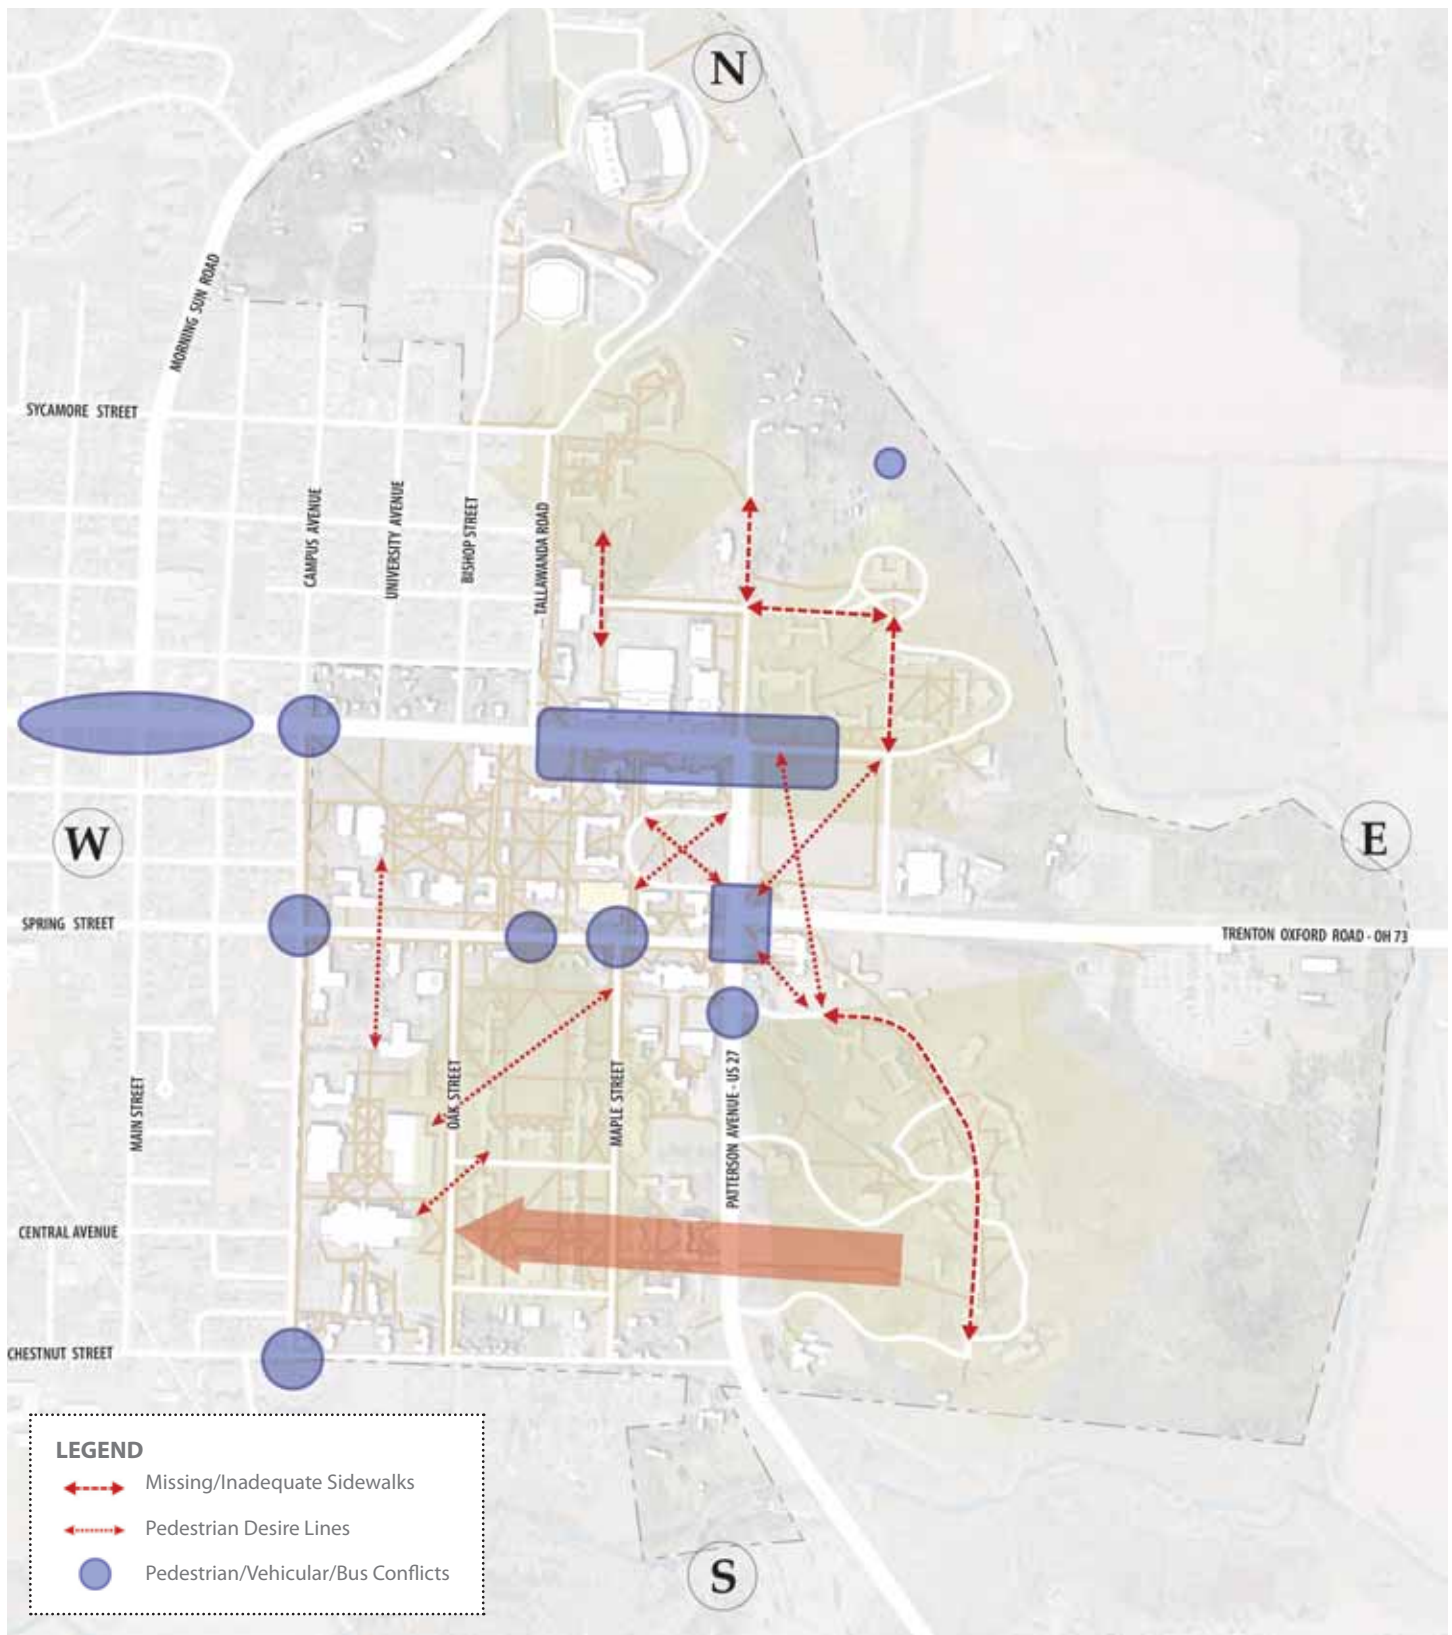 N
MORNING SUN ROAD
SYCAMORE STREET
CAMPUS AVENUE
UNIVERSITY AVENUE
BISHOP STREET
TALLAWANDA ROAD
W
E
SPRING STREET
TRENTON OXFORD ROAD - OH 73
MAIN STREET
OAK STREET
MAPLE STREET
PATTERSON AVENUE - US 27
CENTRAL AVENUE
CHESTNUT STREET
LEGEND
Missing/Inadequate Sidewalks
Pedestrian Desire Lines
Pedestrian/Vehicular/Bus Conflicts
S